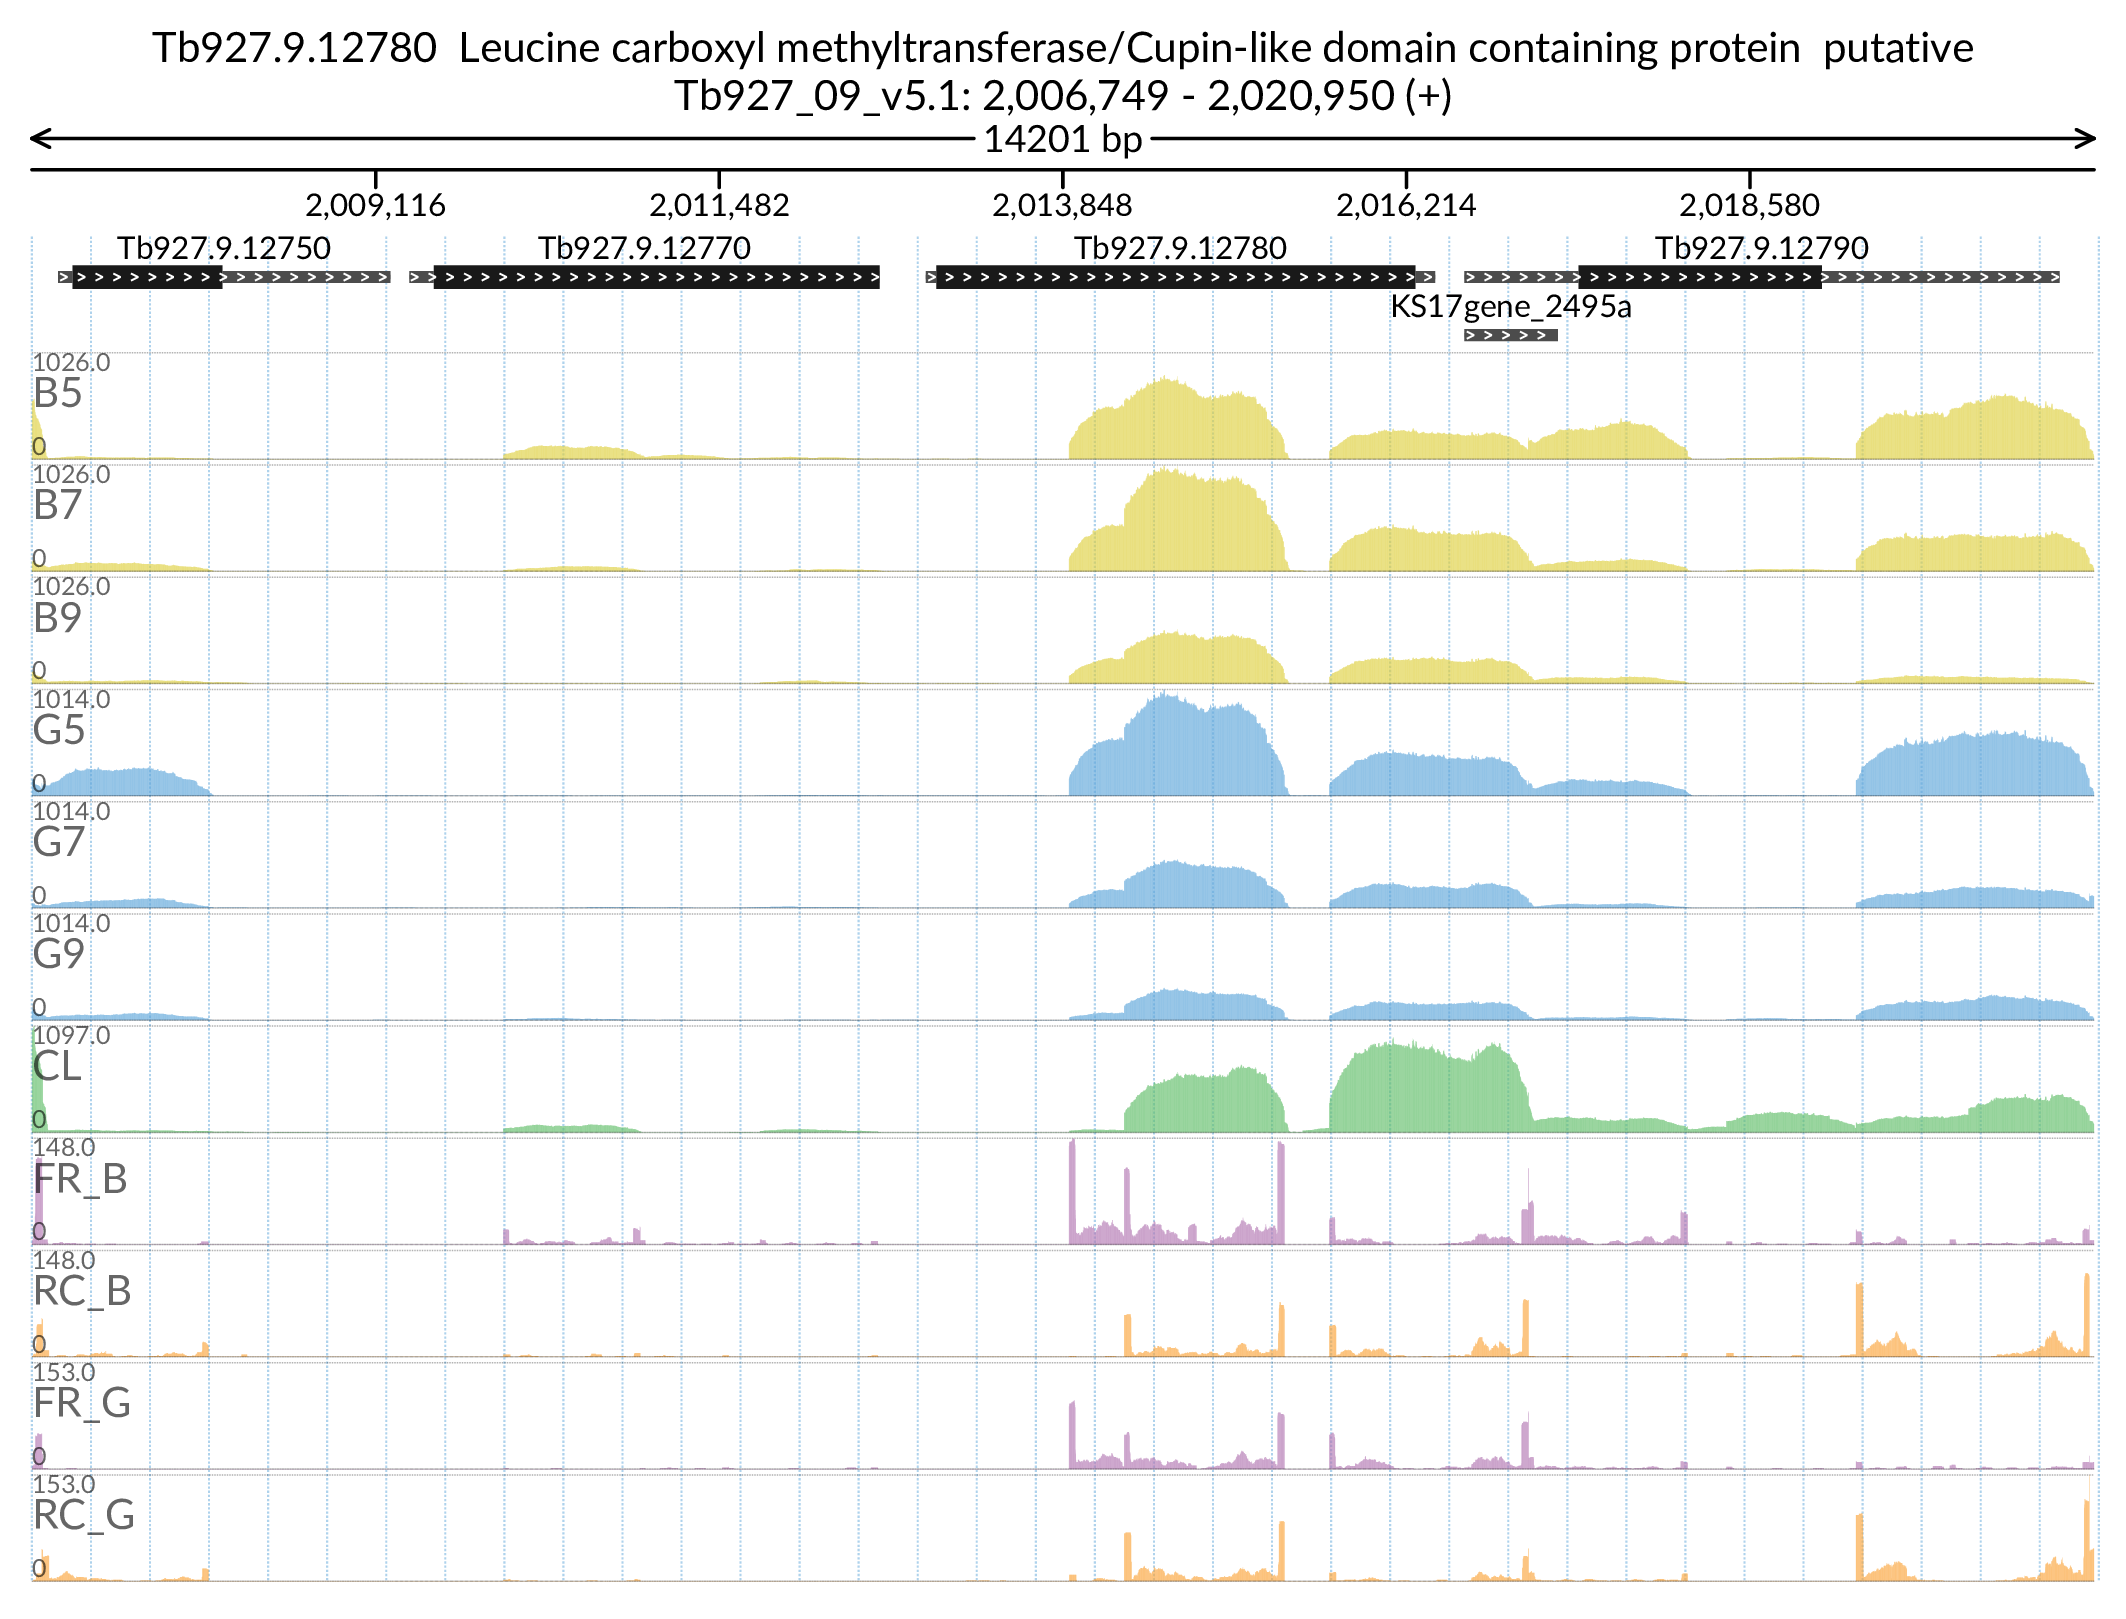 Tb927.9.12780  Leucine carboxyl methyltransferase/Cupin-like domain containing protein  putative
Tb927_09_v5.1: 2,006,749 - 2,020,950 (+)
14201 bp
2,009,116 2,011,482 2,013,848 2,016,214 2,018,580
Tb927.9.12750 Tb927.9.12770 Tb927.9.12780 Tb927.9.12790
KS17gene_2495a
1026.0
B5
0
1026.0
B7
0
1026.0
B9
0
1014.0
G5
0
1014.0
G7
0
1014.0
G9
0
1097.0
CL
0
148.0
FR_B
0
148.0
RC_B
0
153.0
FR_G
0
153.0
RC_G
0